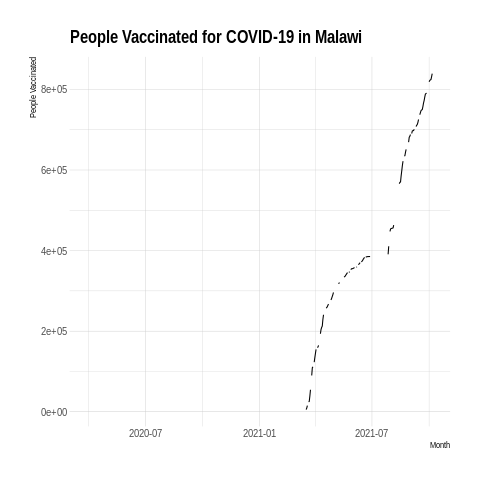 People Vaccinated for COVID-19 in Malawi
People Vaccinated
8e+05
6e+05
4e+05
2e+05
0e+00
2020-07
2021-01
2021-07
Month